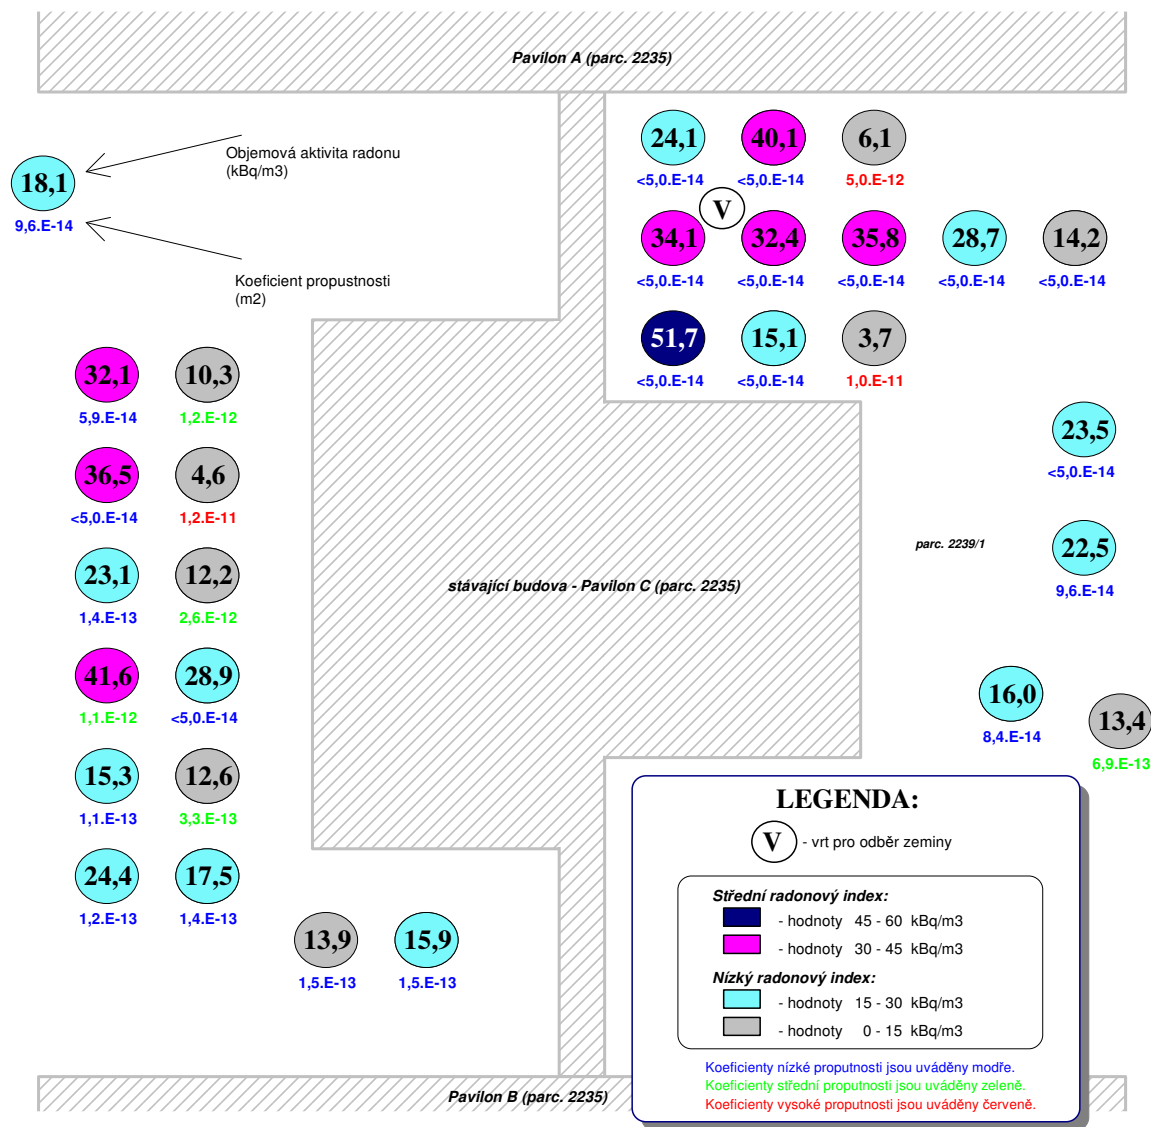 Pavilon A (parc. 2235)
24,1 40,1 6,1
<5,0.E-14 <5,0.E-14 5,0.E-12
Objemová aktivita radonu
(kBq/m3)
18,1
9,6.E-14
V
34,1 32,4 35,8 28,7 14,2
<5,0.E-14 <5,0.E-14 <5,0.E-14 <5,0.E-14 <5,0.E-14
Koeficient propustnosti
(m2)
51,7 15,1 3,7
<5,0.E-14 <5,0.E-14 1,0.E-11
32,1 10,3
5,9.E-14 1,2.E-12
23,5
<5,0.E-14
36,5 4,6
<5,0.E-14 1,2.E-11
parc. 2239/1
22,5
9,6.E-14
23,1 12,2
1,4.E-13 2,6.E-12
stávající budova - Pavilon C (parc. 2235)
41,6 28,9
1,1.E-12 <5,0.E-14
16,0
8,4.E-14
13,4
6,9.E-13
15,3 12,6
1,1.E-13 3,3.E-13
24,4 17,5
1,2.E-13 1,4.E-13
13,9 15,9
1,5.E-13 1,5.E-13
LEGENDA:
V - vrt pro odběr zeminy
Střední radonový index:
- hodnoty 45 - 60 kBq/m3
- hodnoty 30 - 45 kBq/m3
Nízký radonový index:
- hodnoty 15 - 30 kBq/m3
- hodnoty 0 - 15 kBq/m3
Koeficienty nízké proputnosti jsou uváděny modře.
Koeficienty střední proputnosti jsou uváděny zeleně.
Koeficienty vysoké proputnosti jsou uváděny červeně.
Pavilon B (parc. 2235)